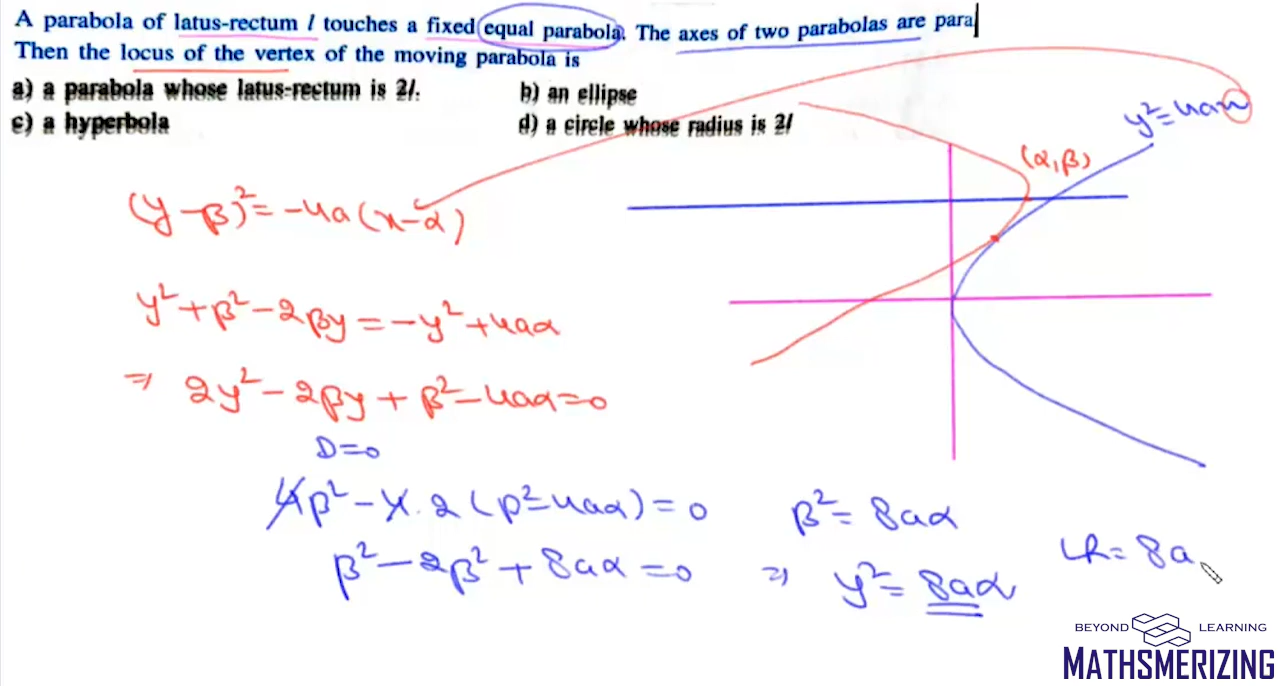 A parabola of latus-rectum l touches a fixed equal parabola. The axes of two parabolas are para
Then the locus of the vertex of the moving parabola is
a) a parabola whose latus-rectum is 2l.
b) an ellipse
c) a hyperbola
d) a circle whose radius is 2l
y²=4ax
(α,β)
(y-β)²=-4a(x-α)
y²+β²-2βy=-y²+4aα
⇒ 2y²-2βy+β²-4aα=0
D=0
4β²-4.2(β²-4aα)=0
β²=8aα
β²-2β²+8aα=0
⇒ y²=8aα
LR=8a
BEYOND LEARNING
MATHSMERIZING